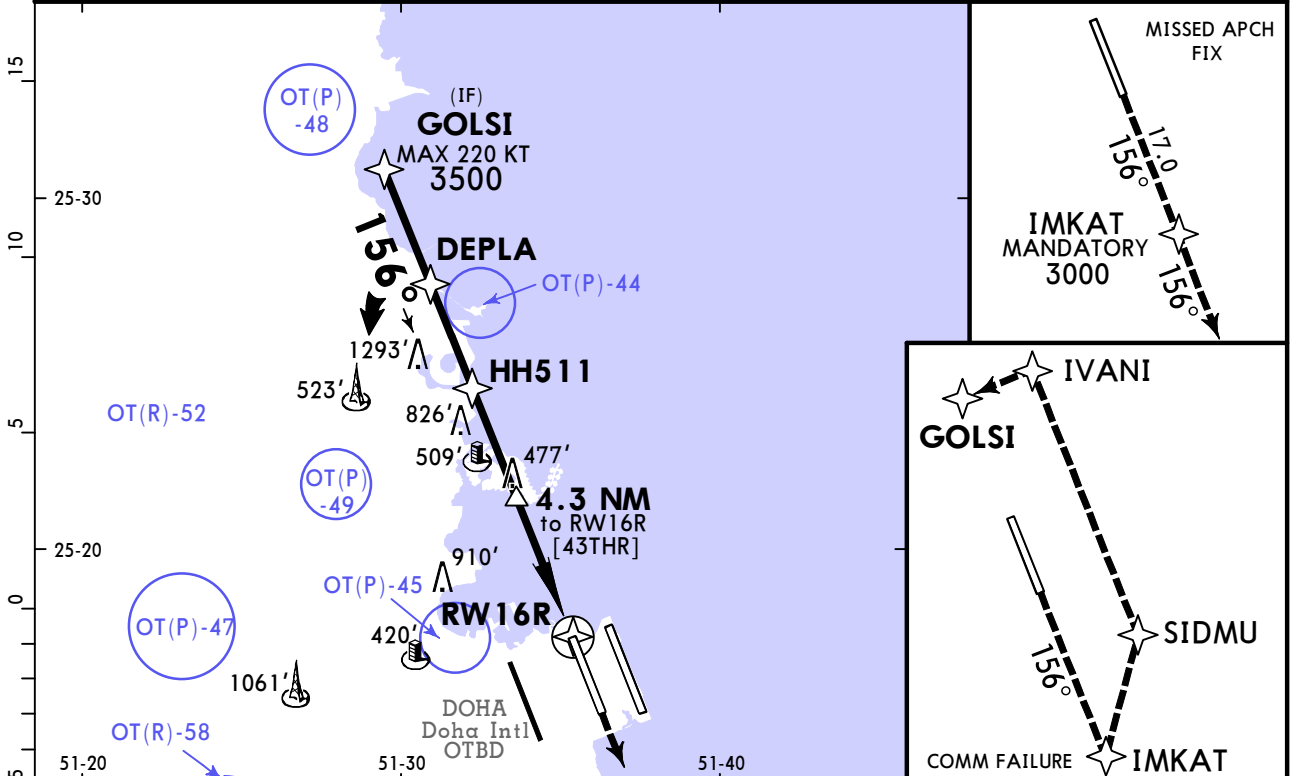 15
OT(P)
-48
(IF)
GOLSI
MAX 220 KT
3500
25-30
10
156°
DEPLA
OT(P)-44
1293'
523'
HH511
OT(R)-52
826'
5
509'
477'
OT(P)
-49
4.3 NM
to RW16R
[43THR]
25-20
910'
OT(P)-45
0
RW16R
OT(P)-47
420'
1061'
DOHA
Doha Intl
OTBD
OT(R)-58
51-20
51-30
51-40
5
MISSED APCH
FIX
17.0
156°
IMKAT
MANDATORY
3000
156°
IVANI
GOLSI
SIDMU
156°
COMM FAILURE
IMKAT